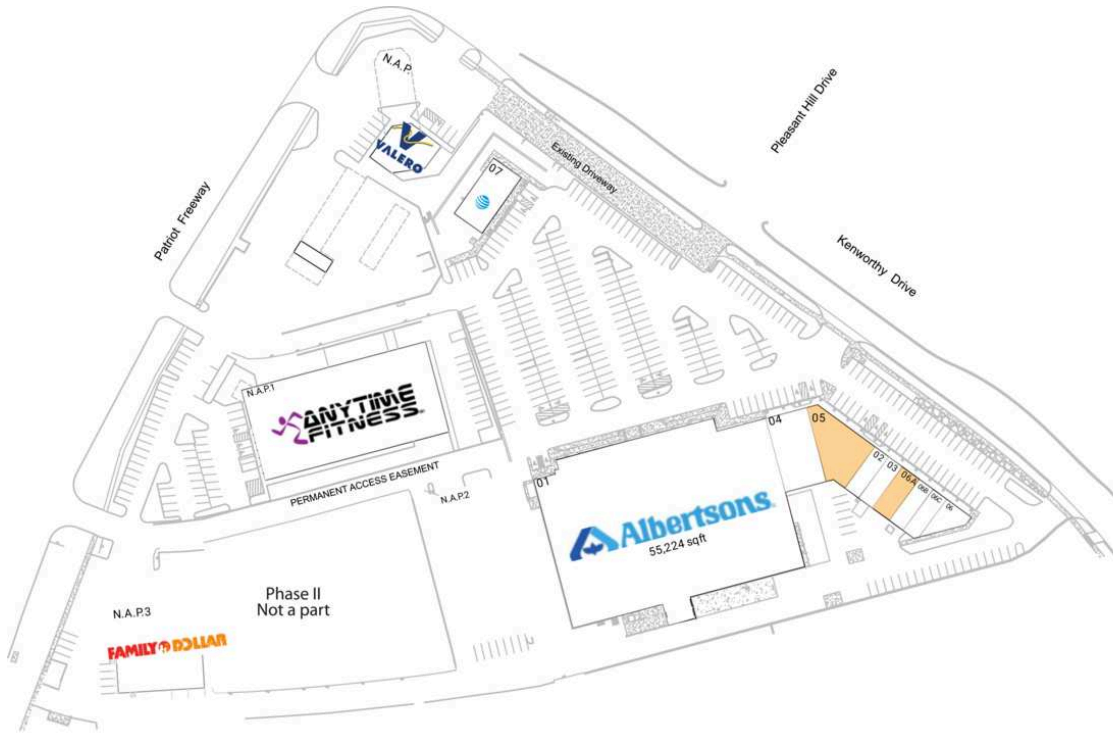 N.A.P.
Pleasant Hill Drive
VALERO
Existing Driveway
07
Patriot Freeway
Kenworthy Drive
N.A.P.1
ANYTIME
FITNESS
04
05
02
03
06A
06B
06C
06
PERMANENT ACCESS EASEMENT
N.A.P.2
01
Albertsons
55,224 sqft
Phase II
Not a part
N.A.P.3
FAMILY DOLLAR